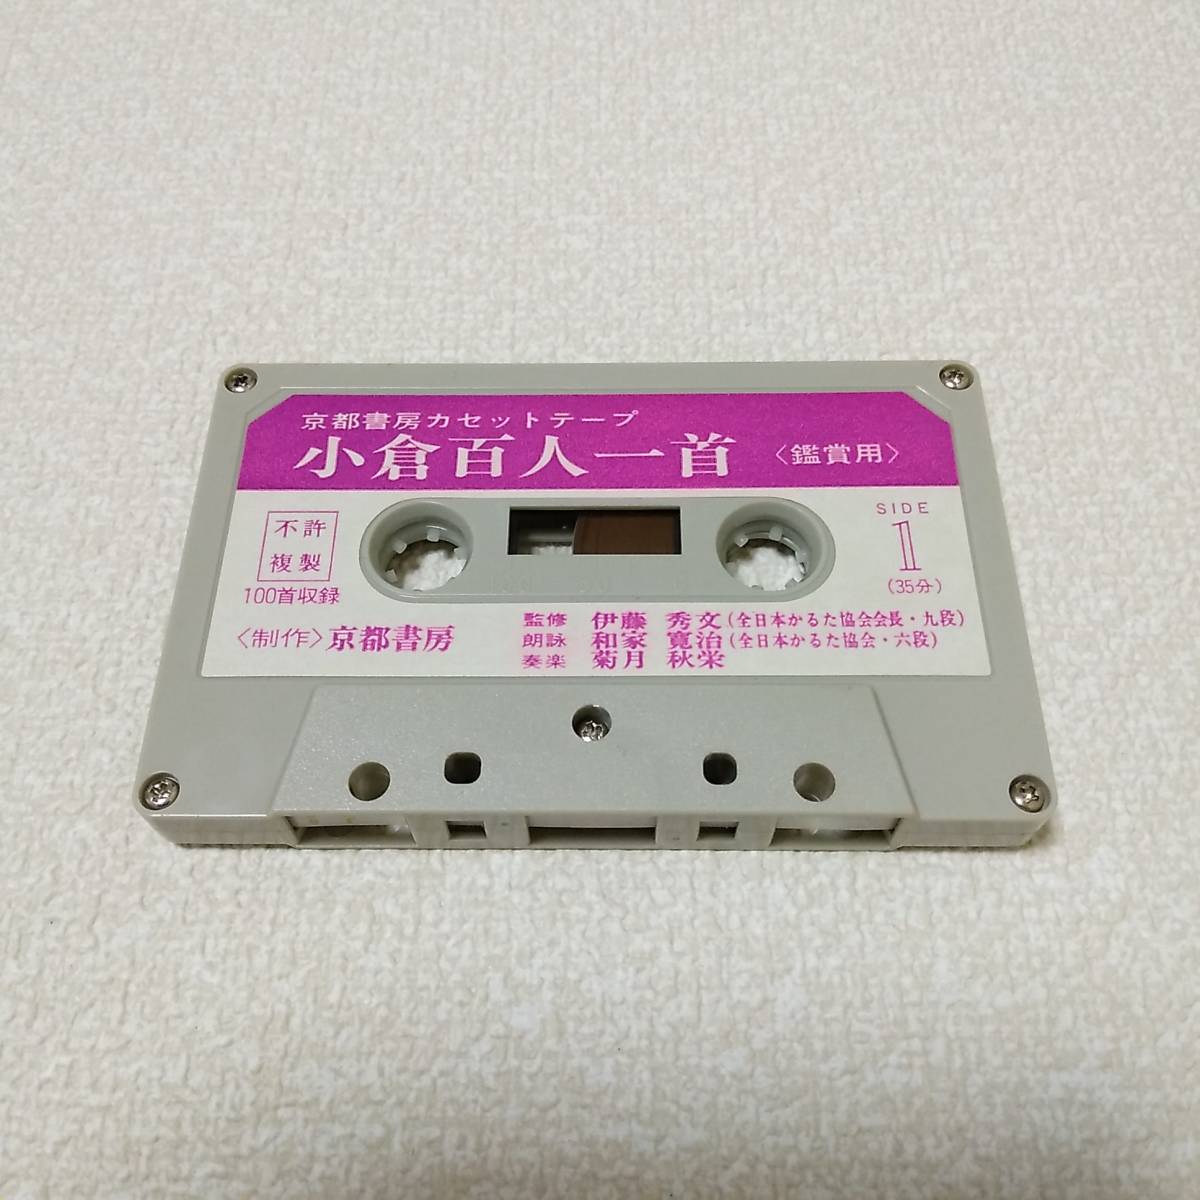 京都書房カセットテープ
小倉百人一首 〈鑑賞用〉
不許
複製
100首収録
〈制作〉京都書房
SIDE
1
(35分)
監修 伊藤 秀文(全日本かるた協会会長・九段)
朗詠 和家 寛治(全日本かるた協会・六段)
奏楽 菊月 秋栄